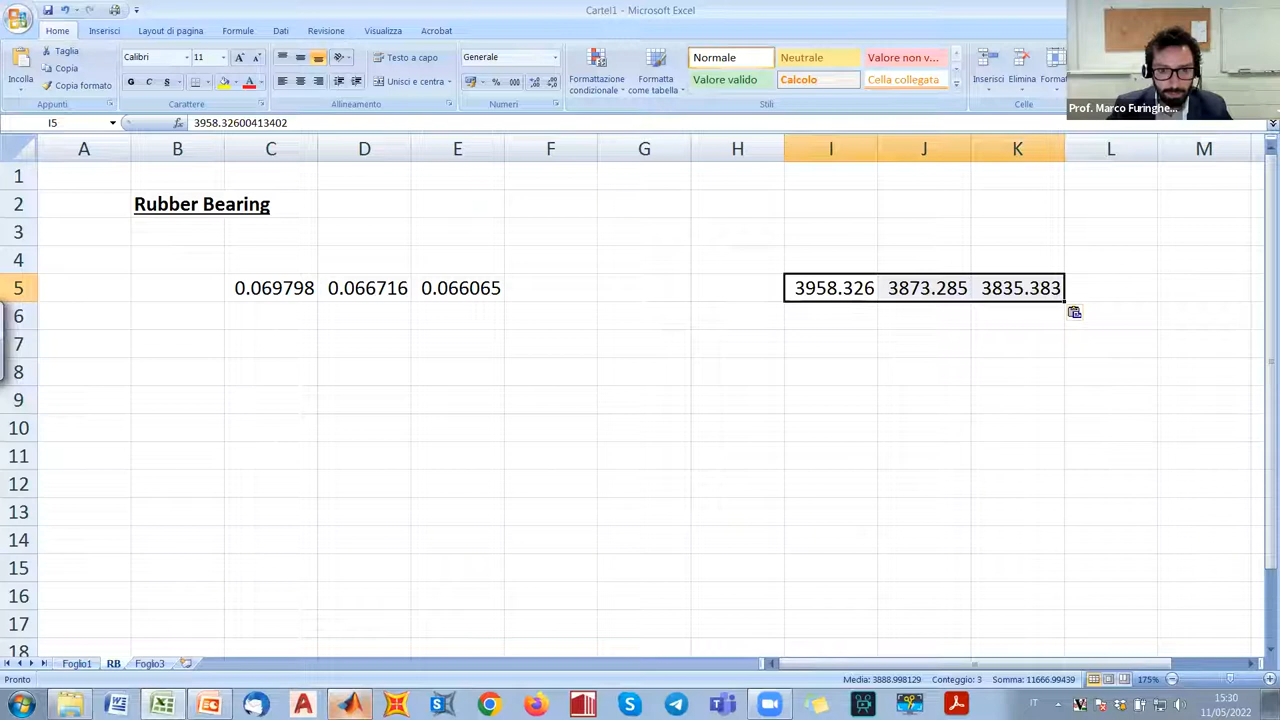 Cartel1 - Microsoft Excel
Home Inserisci Layout di pagina Formule Dati Revisione Visualizza Acrobat
Incolla
Taglia
Copia
Copia formato
Appunti
Calibri 11
G C S
Carattere
Testo a capo
Unisci e centra
Allineamento
Generale
% 000
Numeri
Formattazione condizionale
Formatta come tabella
Normale Neutrale Valore non v...
Valore valido Calcolo Cella collegata
Stili
Inserisci Elimina Forma
Celle
Prof. Marco Furinghe...
I5 fx 3958.32600413402
A B C D E F G H I J K L M
1
2 Rubber Bearing
3
4
5 0.069798 0.066716 0.066065 3958.326 3873.285 3835.383
6
7
8
9
10
11
12
13
14
15
16
17
18
Foglio1 RB Foglio3
Pronto Media: 3888.998129 Conteggio: 3 Somma: 11666.99439 175%
IT 15:30
11/05/2022